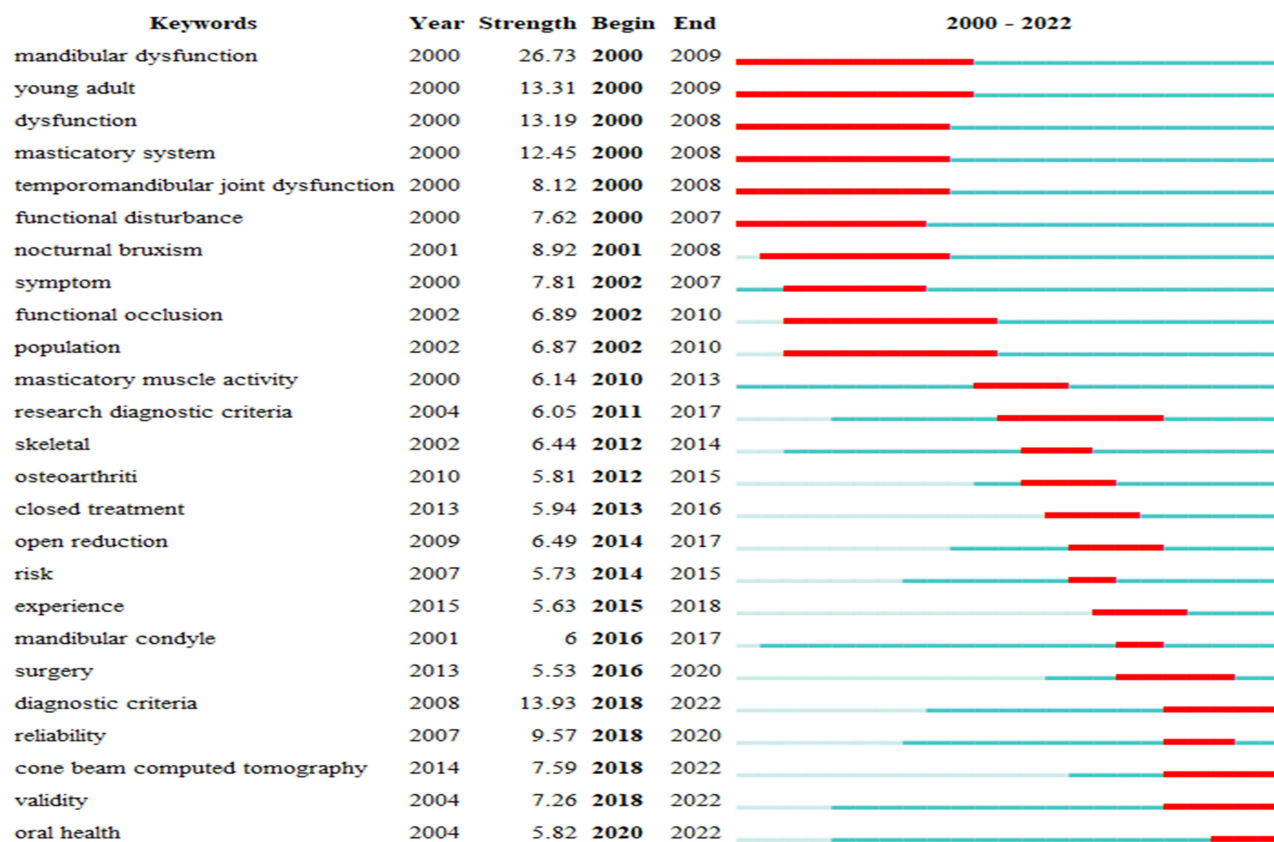 Keywords Year Strength Begin End 2000 - 2022
mandibular dysfunction 2000 26.73 2000 2009
young adult 2000 13.31 2000 2009
dysfunction 2000 13.19 2000 2008
masticatory system 2000 12.45 2000 2008
temporomandibular joint dysfunction 2000 8.12 2000 2008
functional disturbance 2000 7.62 2000 2007
nocturnal bruxism 2001 8.92 2001 2008
symptom 2000 7.81 2002 2007
functional occlusion 2002 6.89 2002 2010
population 2002 6.87 2002 2010
masticatory muscle activity 2000 6.14 2010 2013
research diagnostic criteria 2004 6.05 2011 2017
skeletal 2002 6.44 2012 2014
osteoarthriti 2010 5.81 2012 2015
closed treatment 2013 5.94 2013 2016
open reduction 2009 6.49 2014 2017
risk 2007 5.73 2014 2015
experience 2015 5.63 2015 2018
mandibular condyle 2001 6 2016 2017
surgery 2013 5.53 2016 2020
diagnostic criteria 2008 13.93 2018 2022
reliability 2007 9.57 2018 2020
cone beam computed tomography 2014 7.59 2018 2022
validity 2004 7.26 2018 2022
oral health 2004 5.82 2020 2022